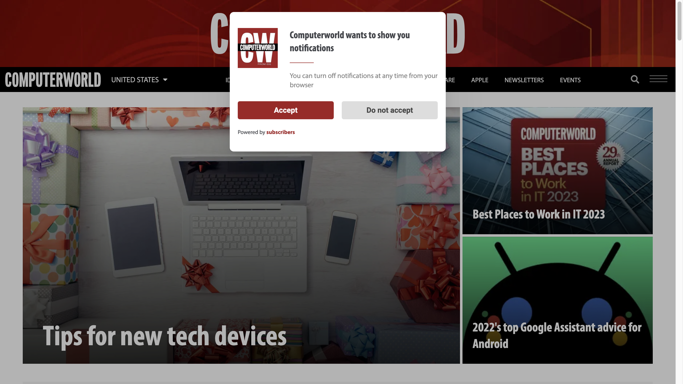 Computerworld wants to show you
notifications
You can turn off notifications at any time from your
browser
Accept
Do not accept
Powered by subscribers
CW
COMPUTERWORLD
COMPUTERWORLD
UNITED STATES
APPLE
NEWSLETTERS
EVENTS
Tips for new tech devices
COMPUTERWORLD
BEST
PLACES
to Work
in IT 2023
29th
Best Places to Work in IT 2023
2022's top Google Assistant advice for
Android